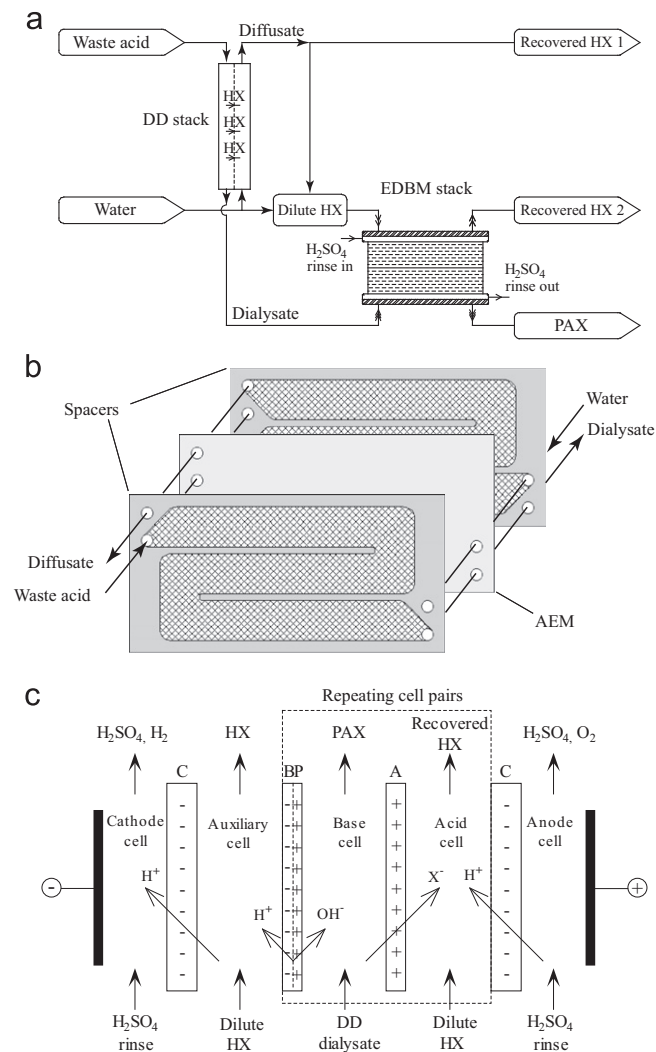 a
Waste acid
Diffusate
Recovered HX 1
DD stack
HX
HX
HX
Water
Dilute HX
EDBM stack
Recovered HX 2
H₂SO₄
rinse in
H₂SO₄
rinse out
Dialysate
PAX
b
Spacers
Water
Dialysate
Diffusate
Waste acid
AEM
c
Repeating cell pairs
H₂SO₄, H₂
HX
PAX
Recovered
HX
H₂SO₄, O₂
C
BP
A
C
Cathode
cell
Auxiliary
cell
Base
cell
Acid
cell
Anode
cell
H⁺
H⁺
OH⁻
X⁻
H⁺
-
+
H₂SO₄
rinse
Dilute
HX
DD
dialysate
Dilute
HX
H₂SO₄
rinse